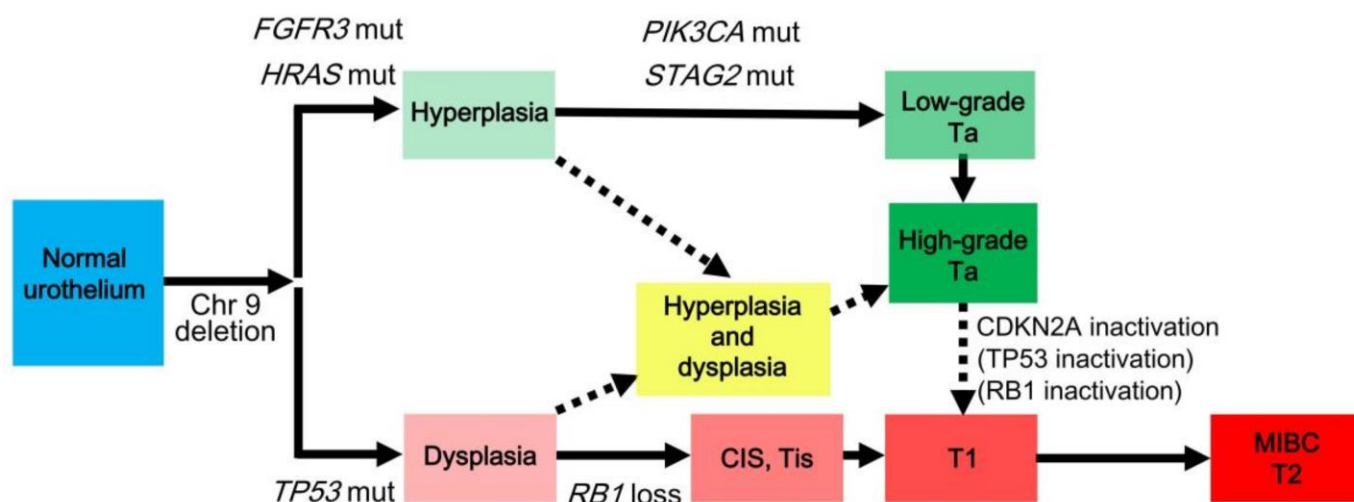 FGFR3 mut
HRAS mut
PIK3CA mut
STAG2 mut
Hyperplasia
Low-grade
Ta
Normal
urothelium
Chr 9
deletion
High-grade
Ta
Hyperplasia
and
dysplasia
CDKN2A inactivation
(TP53 inactivation)
(RB1 inactivation)
Dysplasia
CIS, Tis
T1
MIBC
T2
TP53 mut
RB1 loss